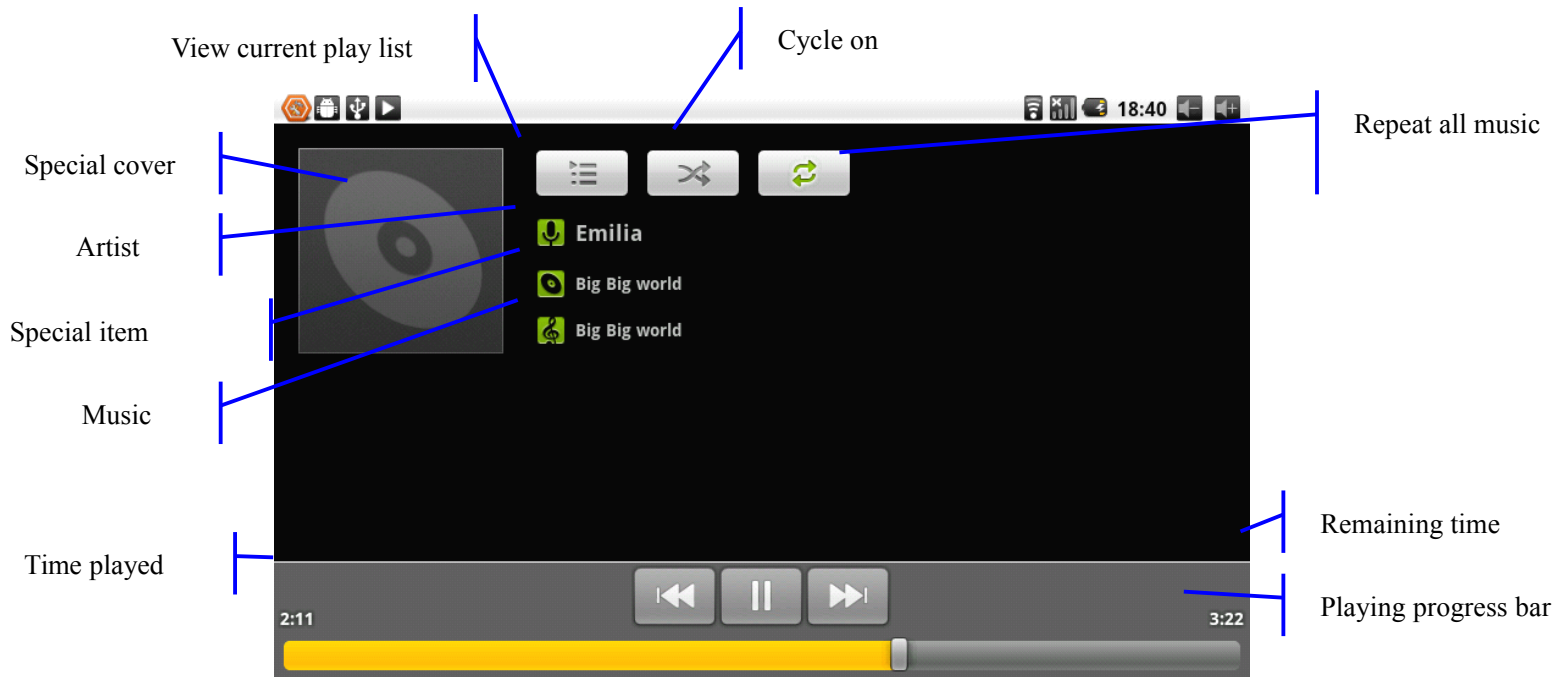 View current play list
Cycle on
18:40
Repeat all music
Special cover
Artist
Emilia
Big Big world
Special item
Big Big world
Music
Remaining time
Time played
Playing progress bar
2:11
3:22